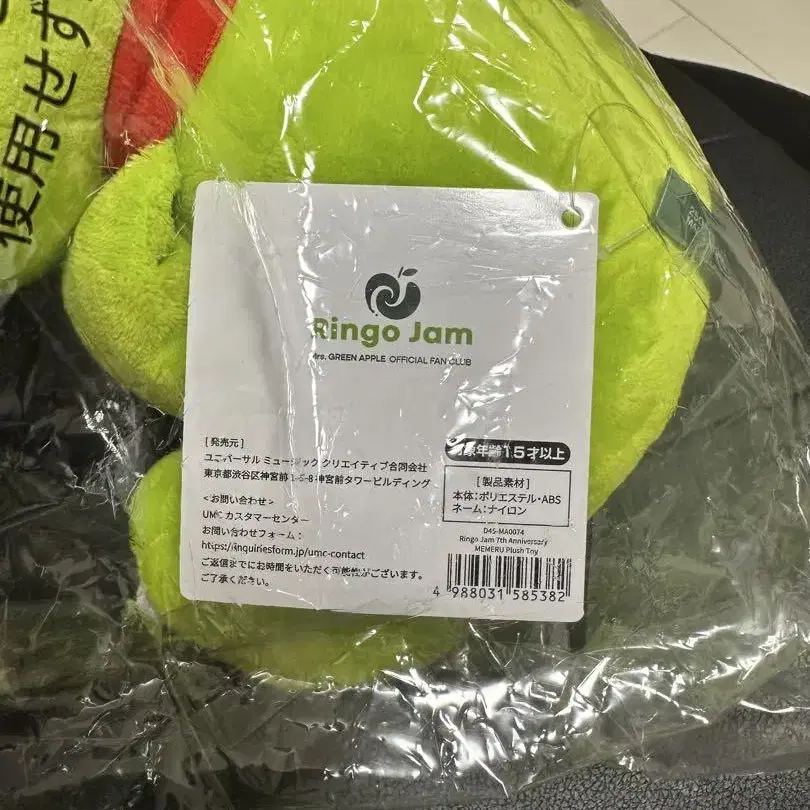 使用せず
Ringo Jam
Mrs. GREEN APPLE OFFICIAL FAN CLUB
[発売元]
ユニバーサル ミュージック クリエイティブ合同会社
東京都渋谷区神宮前1-5-8 神宮前タワービルディング
<お問い合わせ>
UMC カスタマーセンター
お問い合わせフォーム:
https://inquiriesform.jp/umc-contact
ご返信までにお時間をいただく可能性がございます。
ご了承ください。
対象年齢15才以上
[製品素材]
本体:ポリエステル・ABS
ネーム:ナイロン
D45-MA0074
Ringo Jam 7th Anniversary
MEMERU Plush Toy
4 988031 585382